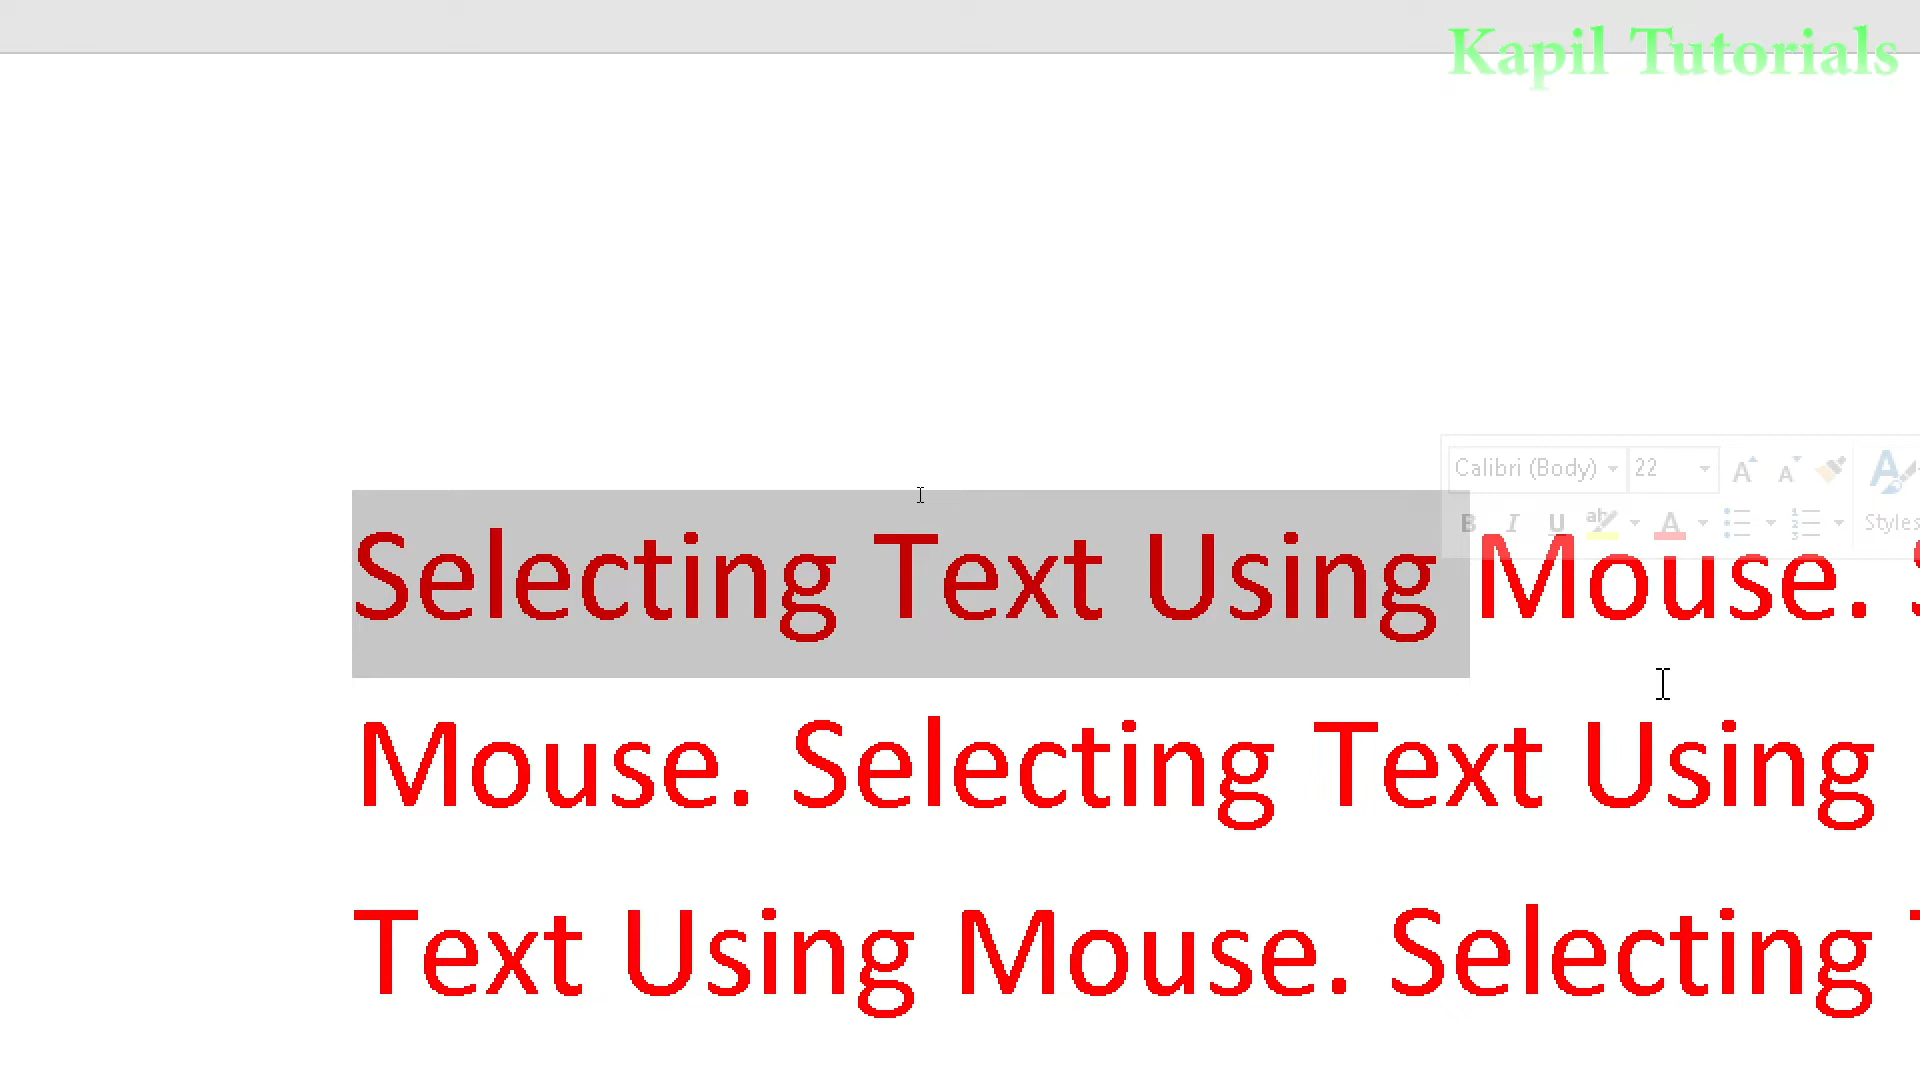 Kapil Tutorials
Calibri (Body) 22
Styles
Selecting Text Using Mouse.
Mouse. Selecting Text Using
Text Using Mouse. Selecting